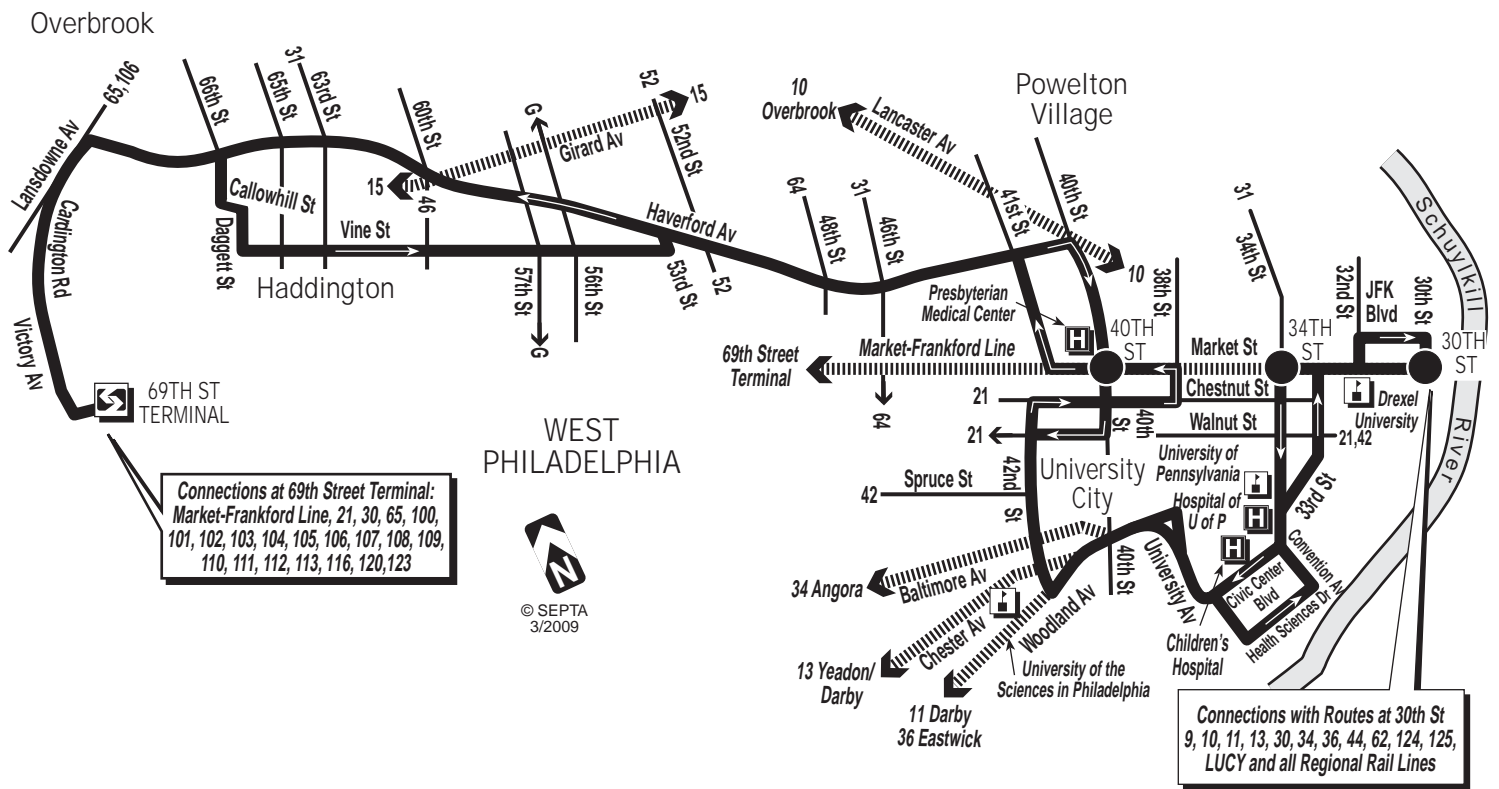 Overbrook
65,106
66th St
65th St
31
63rd St
60th St
G
52
15
Girard Av
52nd St
10
Overbrook
Lancaster Av
Powelton
Village
Lansdowne Av
Cardington Rd
Victory Av
Callowhill St
Daggett St
Vine St
15
46
Haddington
57th St
G
56th St
Haverford Av
53rd St
52
64
48th St
31
46th St
64
41st St
40th St
10
38th St
31
34th St
32nd St
JFK
Blvd
30th St
Schuylkill
River
Presbyterian
Medical Center
H
40TH
ST
34TH
ST
30TH
ST
69th Street
Terminal
Market-Frankford Line
Market St
Chestnut St
21
40th
St
Walnut St
21
21,42
Drexel
University
69TH ST
TERMINAL
WEST
PHILADELPHIA
University
City
University of
Pennsylvania
Hospital of
U of P
H
H
Spruce St
42
42nd
St
33rd St
Connections at 69th Street Terminal:
Market-Frankford Line, 21, 30, 65, 100,
101, 102, 103, 104, 105, 106, 107, 108, 109,
110, 111, 112, 113, 116, 120,123
N
© SEPTA
3/2009
34 Angora
Baltimore Av
40th St
University Av
Convention Av
Civic Center
Blvd
Health Sciences Dr
Children's
Hospital
Chester Av
Woodland Av
University of the
Sciences in Philadelphia
13 Yeadon/
Darby
11 Darby
36 Eastwick
Connections with Routes at 30th St
9, 10, 11, 13, 30, 34, 36, 44, 62, 124, 125,
LUCY and all Regional Rail Lines